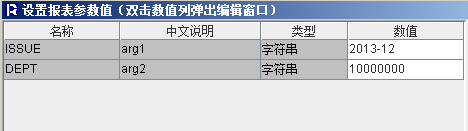 设置报表参数值（双击数值列弹出编辑窗口）
名称 中文说明 类型 数值
ISSUE arg1 字符串 2013-12
DEPT arg2 字符串 10000000